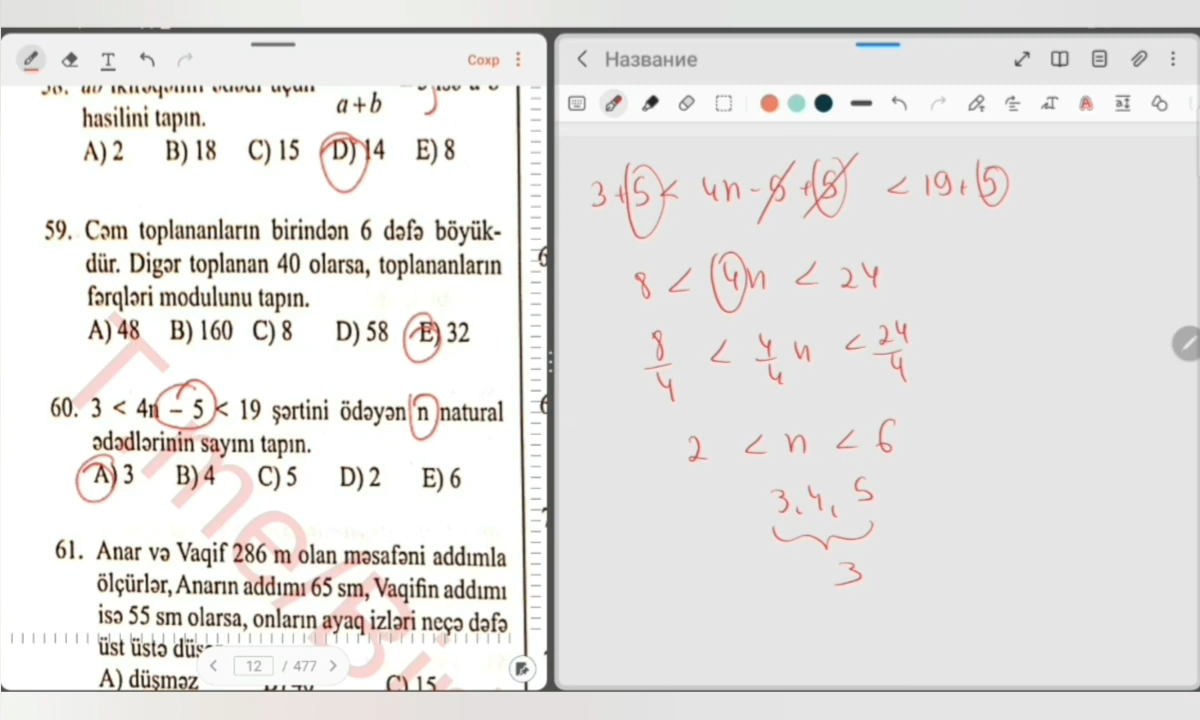 Сохр
hasilini tapın.
a+b
A) 2 B) 18 C) 15 D) 14 E) 8
59. Cəm toplananların birindən 6 dəfə böyük-
dür. Digər toplanan 40 olarsa, toplananların
fərqləri modulunu tapın.
A) 48 B) 160 C) 8 D) 58 E) 32
60. 3 < 4n – 5 < 19 şərtini ödəyən n natural
ədədlərinin sayını tapın.
A) 3 B) 4 C) 5 D) 2 E) 6
61. Anar və Vaqif 286 m olan məsafəni addımla
ölçürlər, Anarın addımı 65 sm, Vaqifin addımı
isə 55 sm olarsa, onların ayaq izləri neçə dəfə
üst üstə
A) düşməz C) 15
12 / 477
Название
3+5 < 4n-5+5 < 19+5
8 < 4n < 24
8/4 < 4/4 n < 24/4
2 < n < 6
3, 4, 5
3